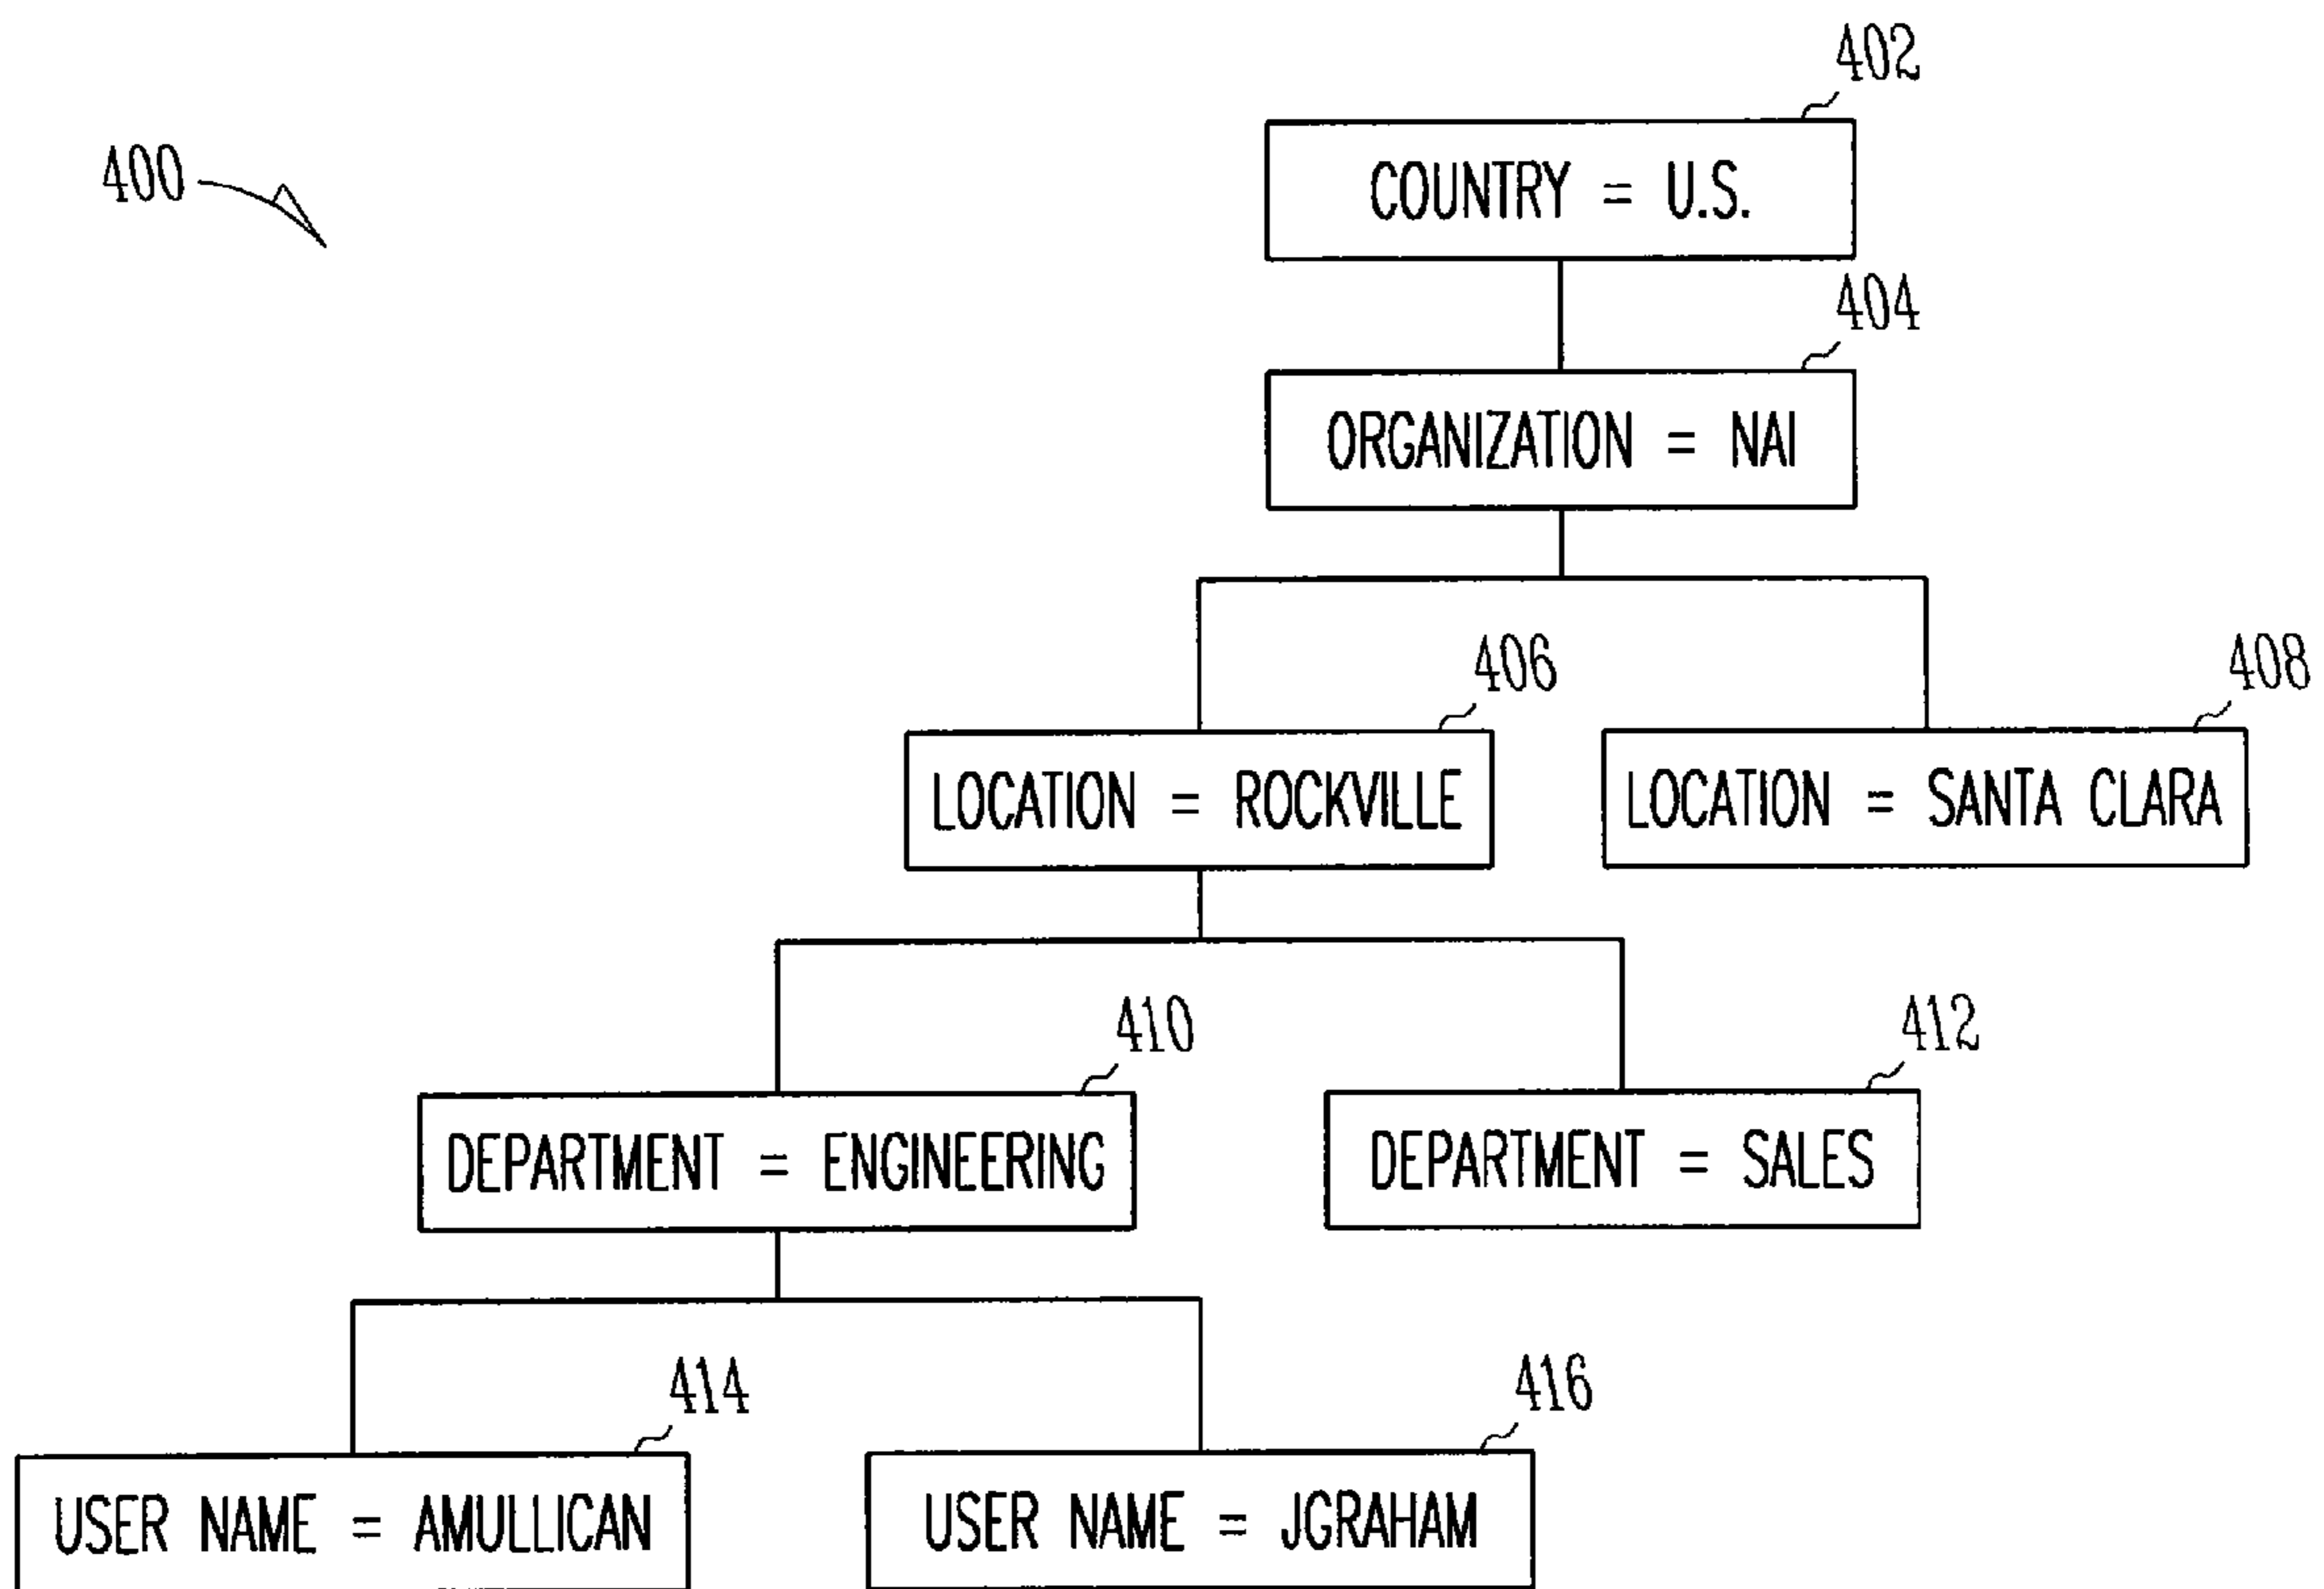 402
400
COUNTRY = U.S.
404
ORGANIZATION = NAI
406
408
LOCATION = ROCKVILLE
LOCATION = SANTA CLARA
410
412
DEPARTMENT = ENGINEERING
DEPARTMENT = SALES
414
416
USER NAME = AMULLICAN
USER NAME = JGRAHAM